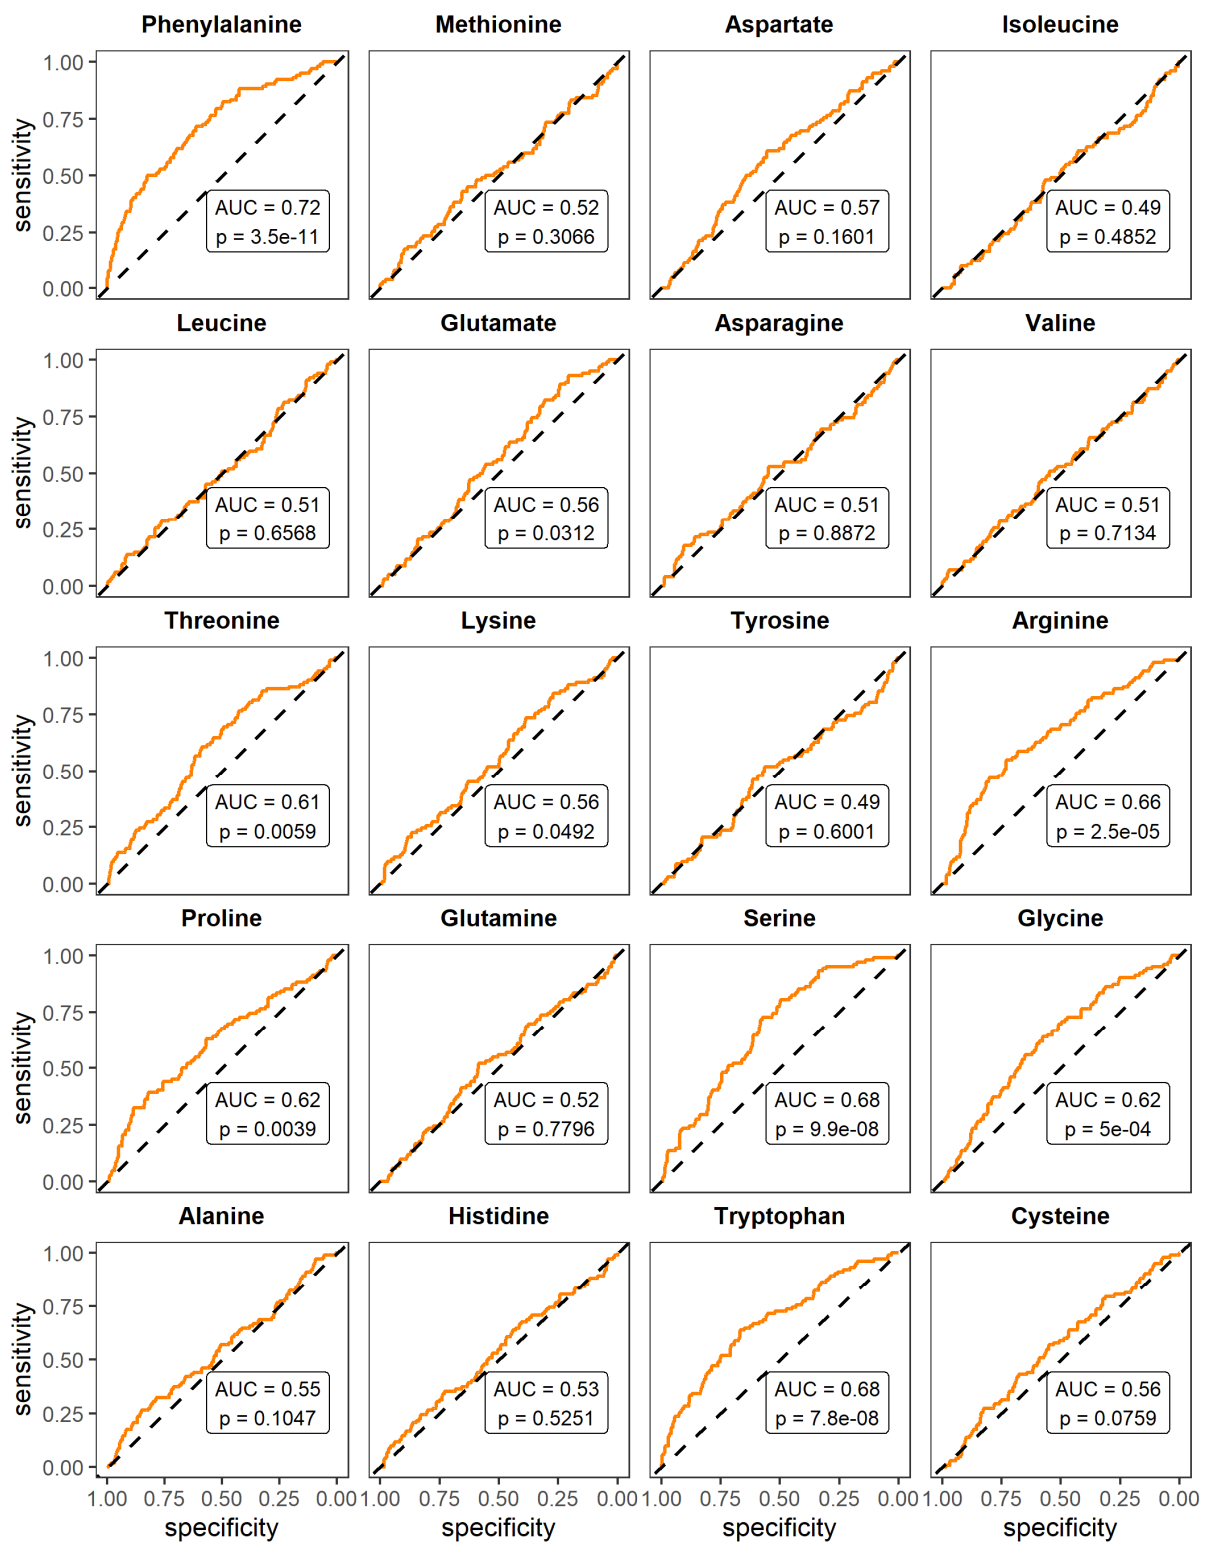 Phenylalanine Methionine Aspartate Isoleucine
sensitivity
1.00
0.75
0.50
0.25
0.00
AUC = 0.72
p = 3.5e-11
AUC = 0.52
p = 0.3066
AUC = 0.57
p = 0.1601
AUC = 0.49
p = 0.4852
Leucine Glutamate Asparagine Valine
sensitivity
1.00
0.75
0.50
0.25
0.00
AUC = 0.51
p = 0.6568
AUC = 0.56
p = 0.0312
AUC = 0.51
p = 0.8872
AUC = 0.51
p = 0.7134
Threonine Lysine Tyrosine Arginine
sensitivity
1.00
0.75
0.50
0.25
0.00
AUC = 0.61
p = 0.0059
AUC = 0.56
p = 0.0492
AUC = 0.49
p = 0.6001
AUC = 0.66
p = 2.5e-05
Proline Glutamine Serine Glycine
sensitivity
1.00
0.75
0.50
0.25
0.00
AUC = 0.62
p = 0.0039
AUC = 0.52
p = 0.7796
AUC = 0.68
p = 9.9e-08
AUC = 0.62
p = 5e-04
Alanine Histidine Tryptophan Cysteine
sensitivity
1.00
0.75
0.50
0.25
0.00
AUC = 0.55
p = 0.1047
AUC = 0.53
p = 0.5251
AUC = 0.68
p = 7.8e-08
AUC = 0.56
p = 0.0759
1.00 0.75 0.50 0.25 0.00 1.00 0.75 0.50 0.25 0.00 1.00 0.75 0.50 0.25 0.00 1.00 0.75 0.50 0.25 0.00
specificity specificity specificity specificity